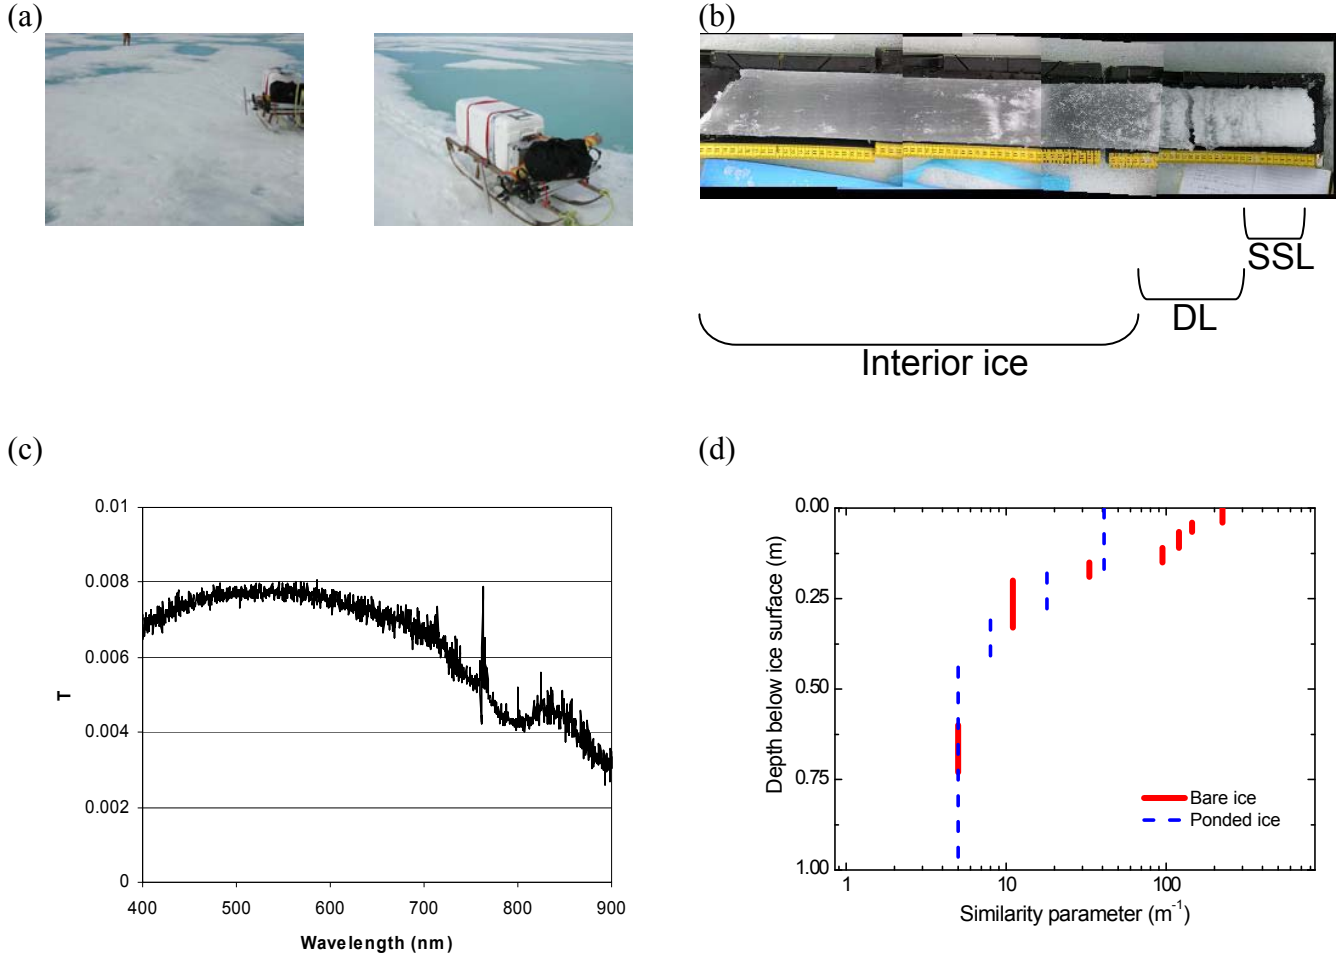 (a)
(b)
SSL
DL
Interior ice
(c)
0.01
0.008
0.006
0.004
0.002
0
T
400 500 600 700 800 900
Wavelength (nm)
(d)
0.00
0.25
0.50
0.75
1.00
Depth below ice surface (m)
Bare ice
Ponded ice
1 10 100
Similarity parameter (m⁻¹)